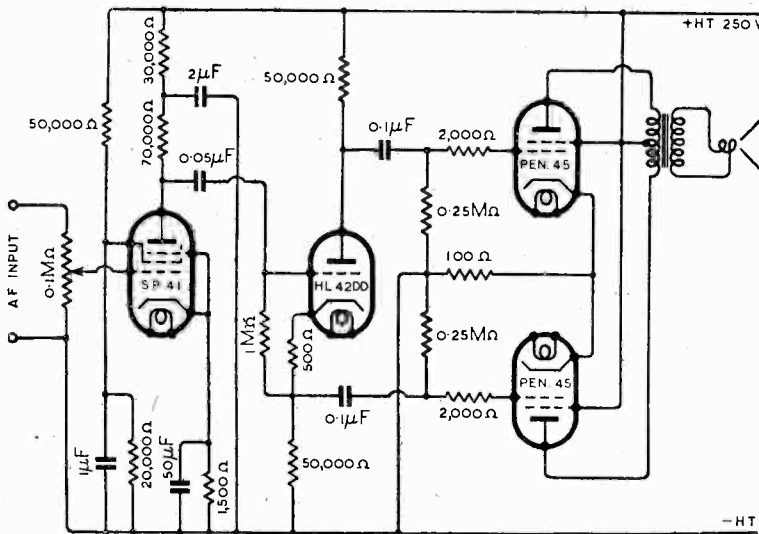 +HT 250 V
30,000 Ω
2μF
50,000 Ω
50,000 Ω
70,000 Ω
0.1μF
2,000 Ω
PEN. 45
0.05μF
0.25MΩ
AF INPUT
0.1MΩ
S.P. 41
HL 42DD
100 Ω
1MΩ
500 Ω
0.25MΩ
PEN. 45
0.1μF
2,000 Ω
1μF
20,000 Ω
50μF
1,500 Ω
50,000 Ω
-HT